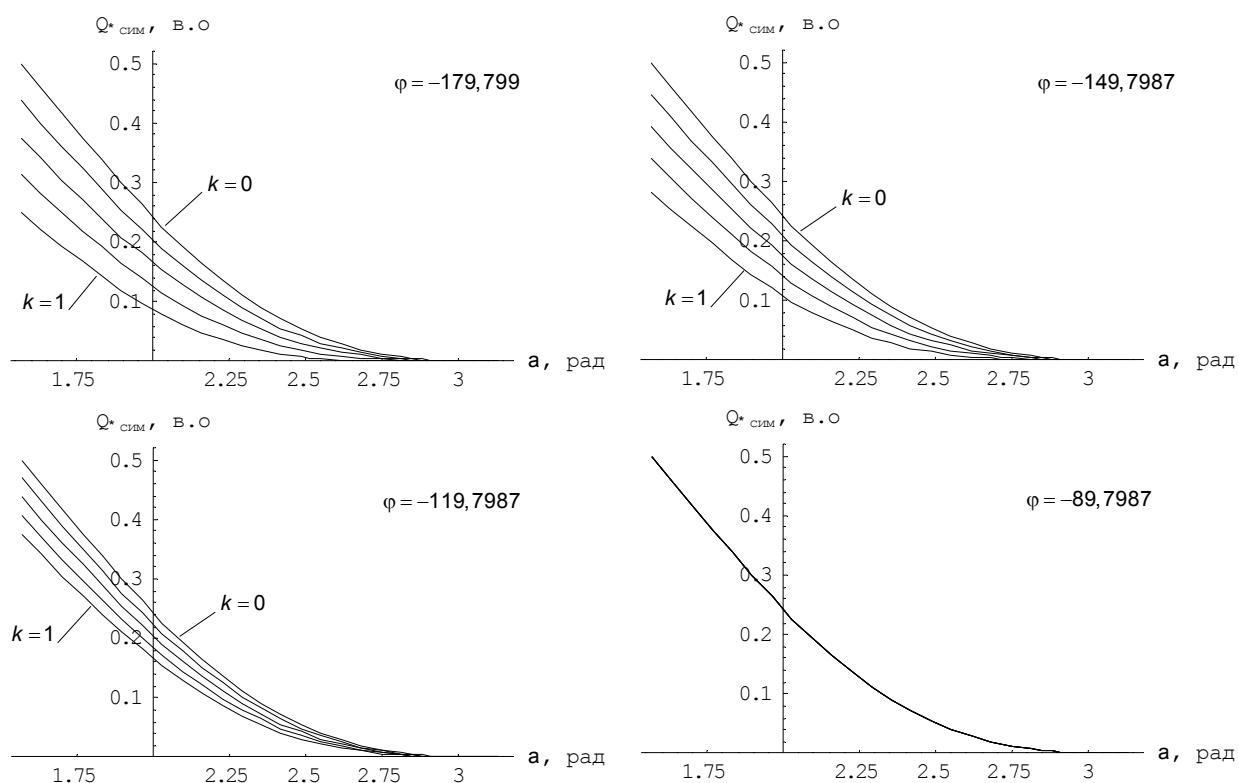 Q* сим, в.о
0.5
0.4
0.3
0.2
0.1
φ = −179,799
k = 0
k = 1
1.75
2.25
2.5
2.75
3
a, рад
Q* сим, в.о
0.5
0.4
0.3
0.2
0.1
φ = −149,7987
k = 0
k = 1
1.75
2.25
2.5
2.75
3
a, рад
Q* сим, в.о
0.5
0.4
0.3
0.2
0.1
φ = −119,7987
k = 0
k = 1
1.75
2.25
2.5
2.75
3
a, рад
Q* сим, в.о
0.5
0.4
0.3
0.2
0.1
φ = −89,7987
1.75
2.25
2.5
2.75
3
a, рад